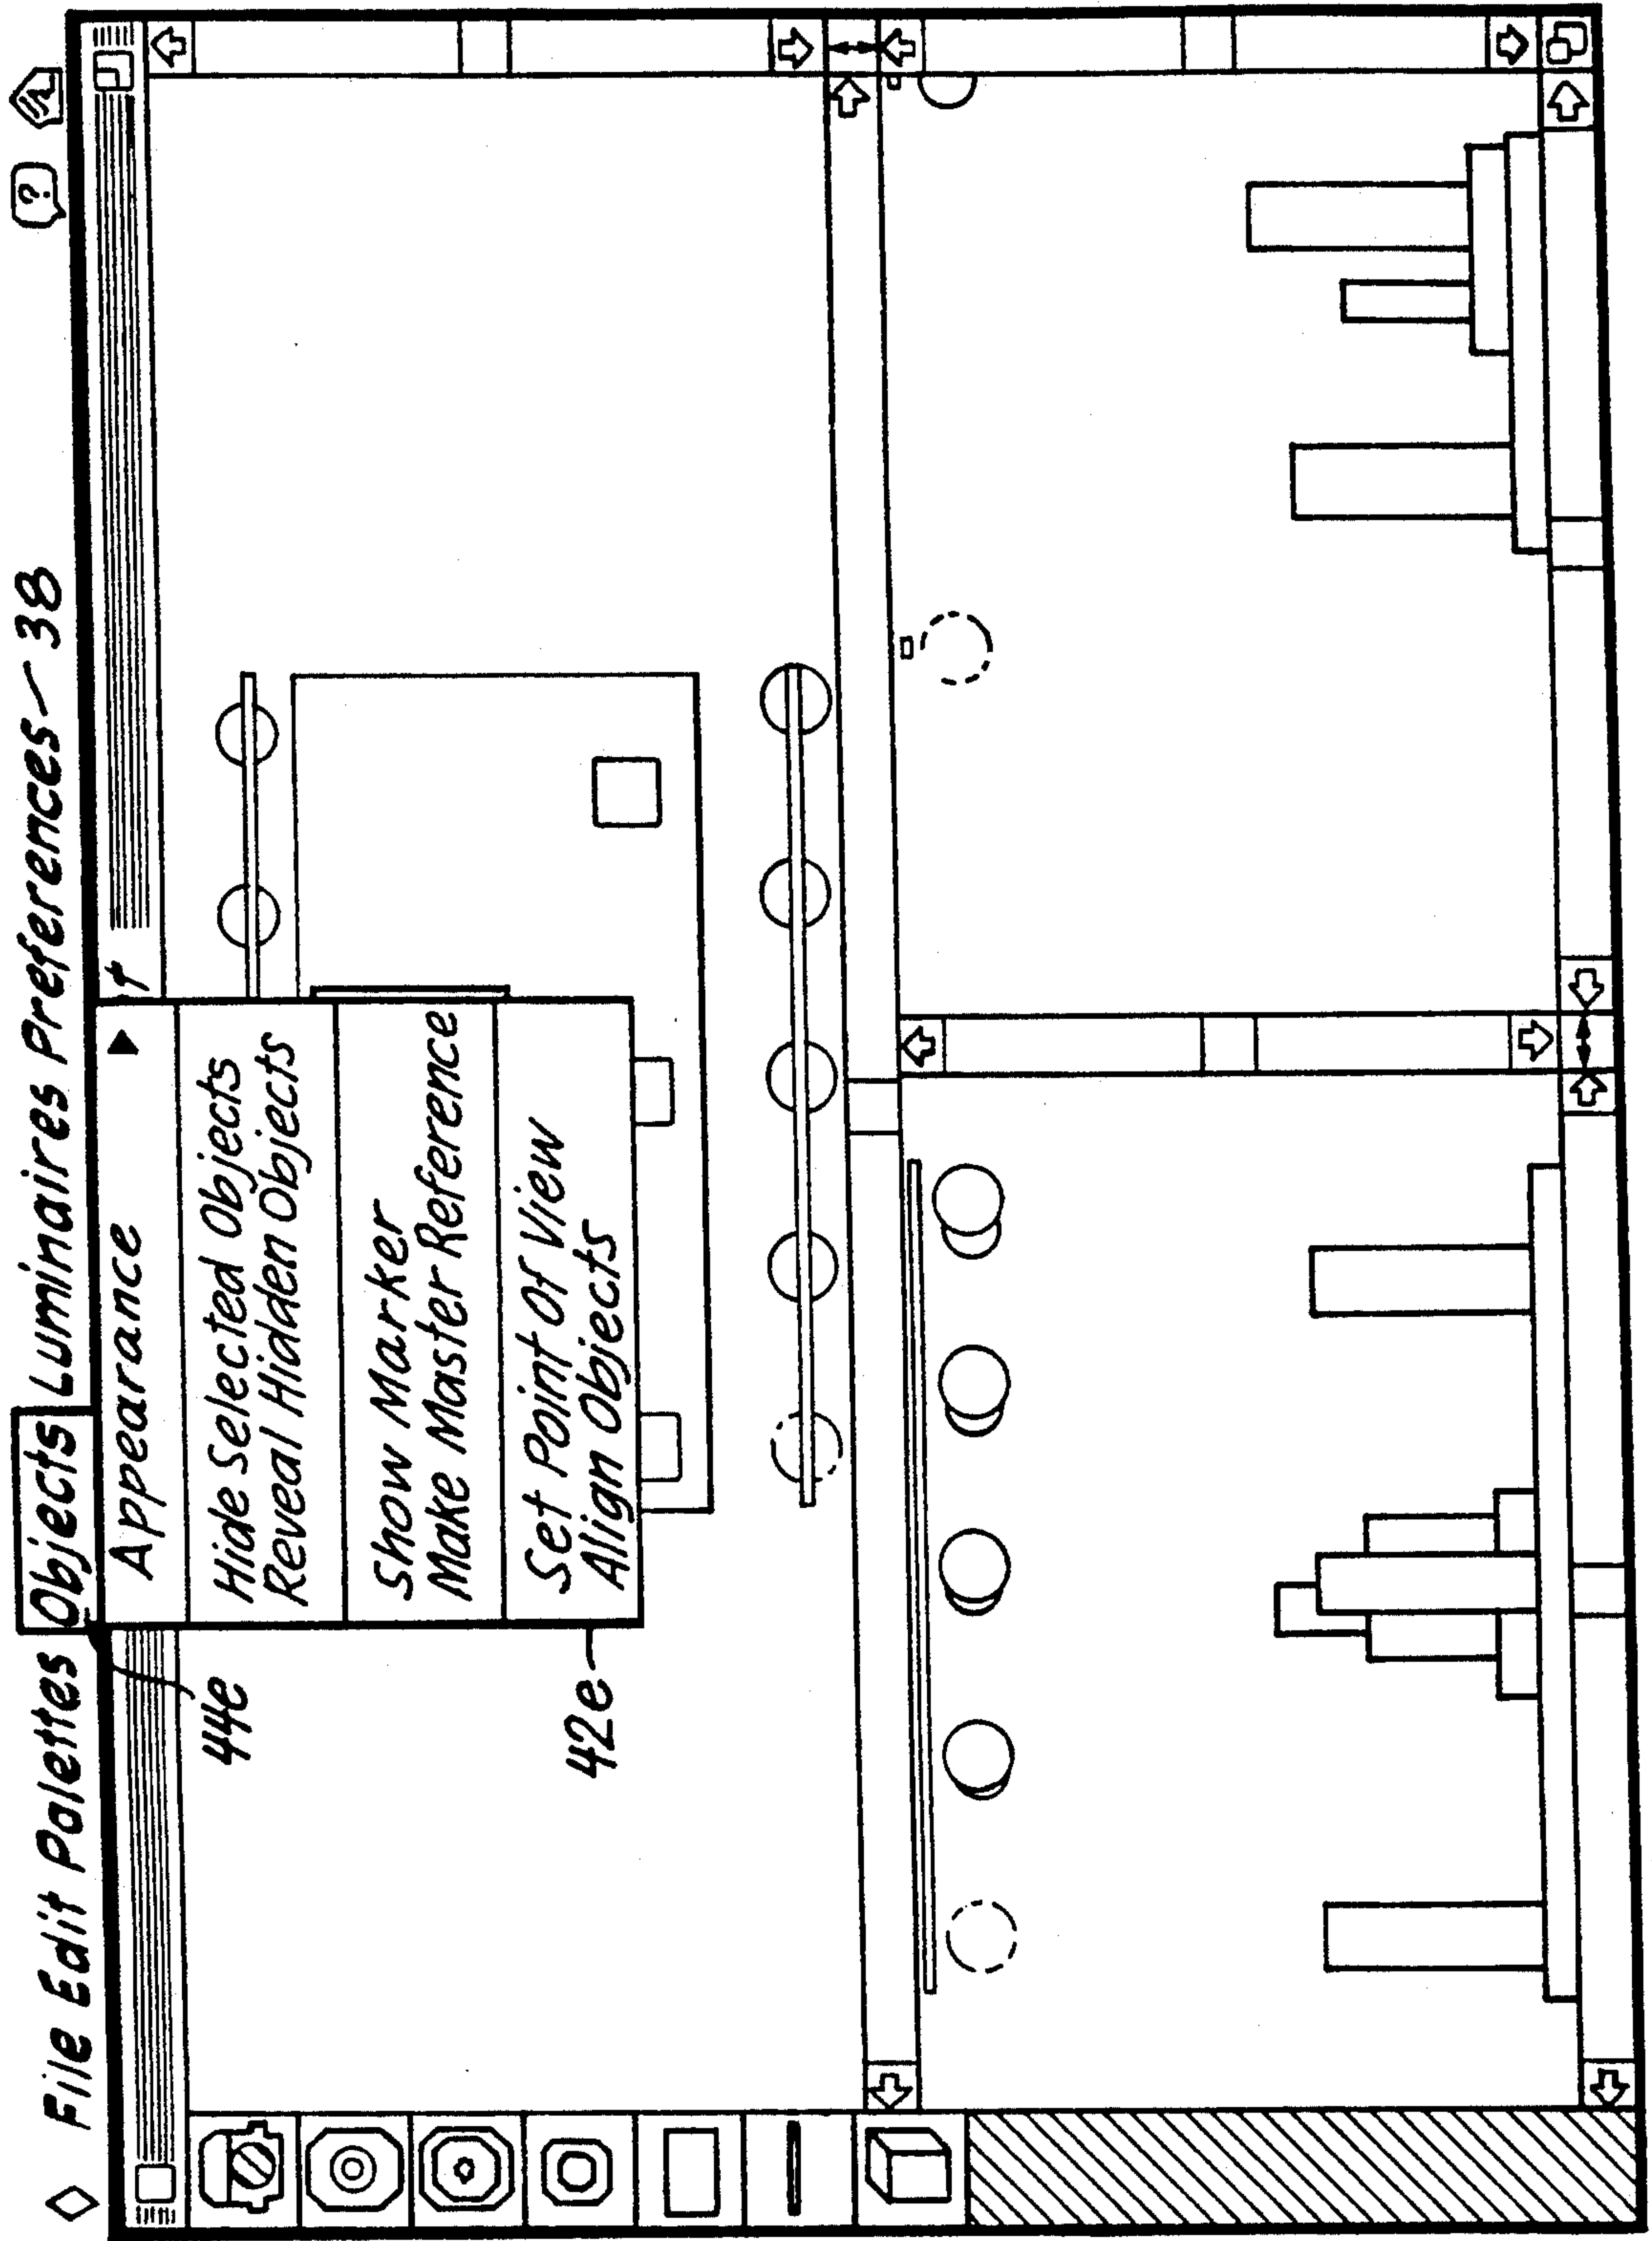 File Edit Palettes Objects Luminaires Preferences 38
?
t
Appearance
Hide Selected Objects
Reveal Hidden Objects
Show Marker
Make Master Reference
Set Point Of View
Align Objects
44e
42e